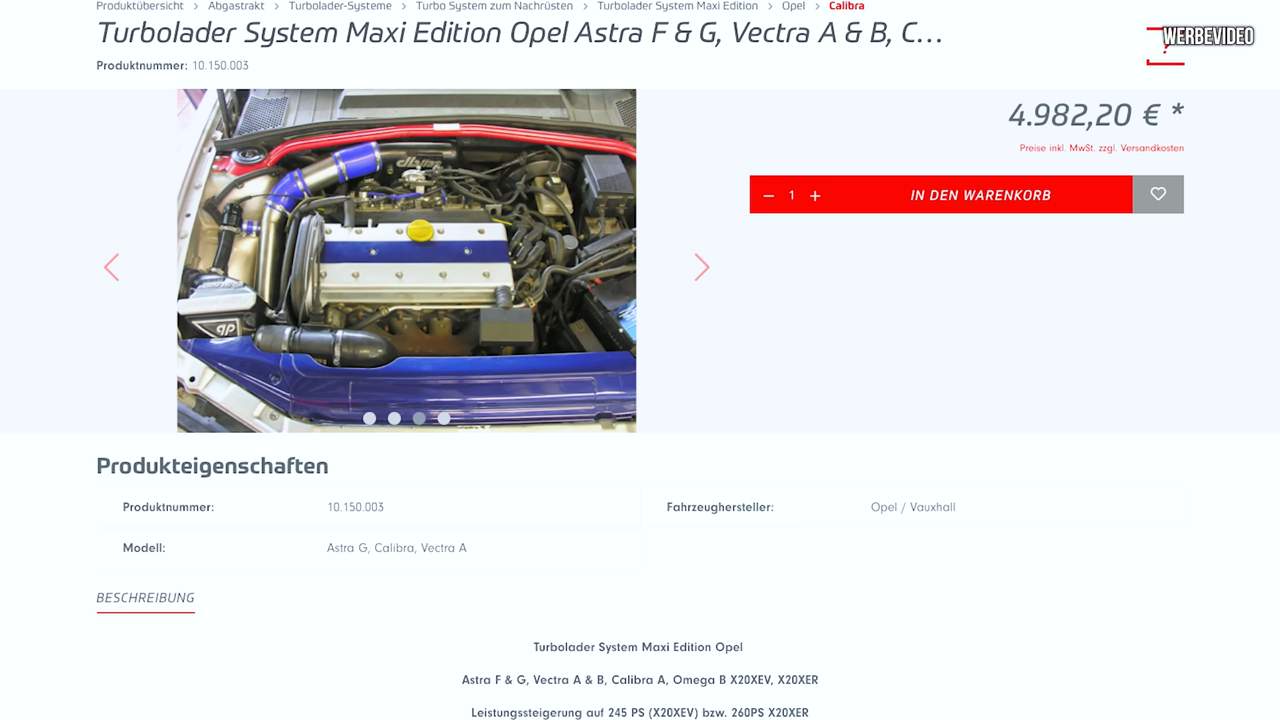 Produktübersicht > Abgastrakt > Turbolader-Systeme > Turbo System zum Nachrüsten > Turbolader System Maxi Edition > Opel > Calibra
Turbolader System Maxi Edition Opel Astra F & G, Vectra A & B, C...
WERBEVIDEO
Produktnummer: 10.150.003
4.982,20 € *
Preise inkl. MwSt. zzgl. Versandkosten
− 1 + IN DEN WARENKORB
Produkteigenschaften
Produktnummer: 10.150.003 Fahrzeughersteller: Opel / Vauxhall
Modell: Astra G, Calibra, Vectra A
BESCHREIBUNG
Turbolader System Maxi Edition Opel
Astra F & G, Vectra A & B, Calibra A, Omega B X20XEV, X20XER
Leistungssteigerung auf 245 PS (X20XEV) bzw. 260PS X20XER